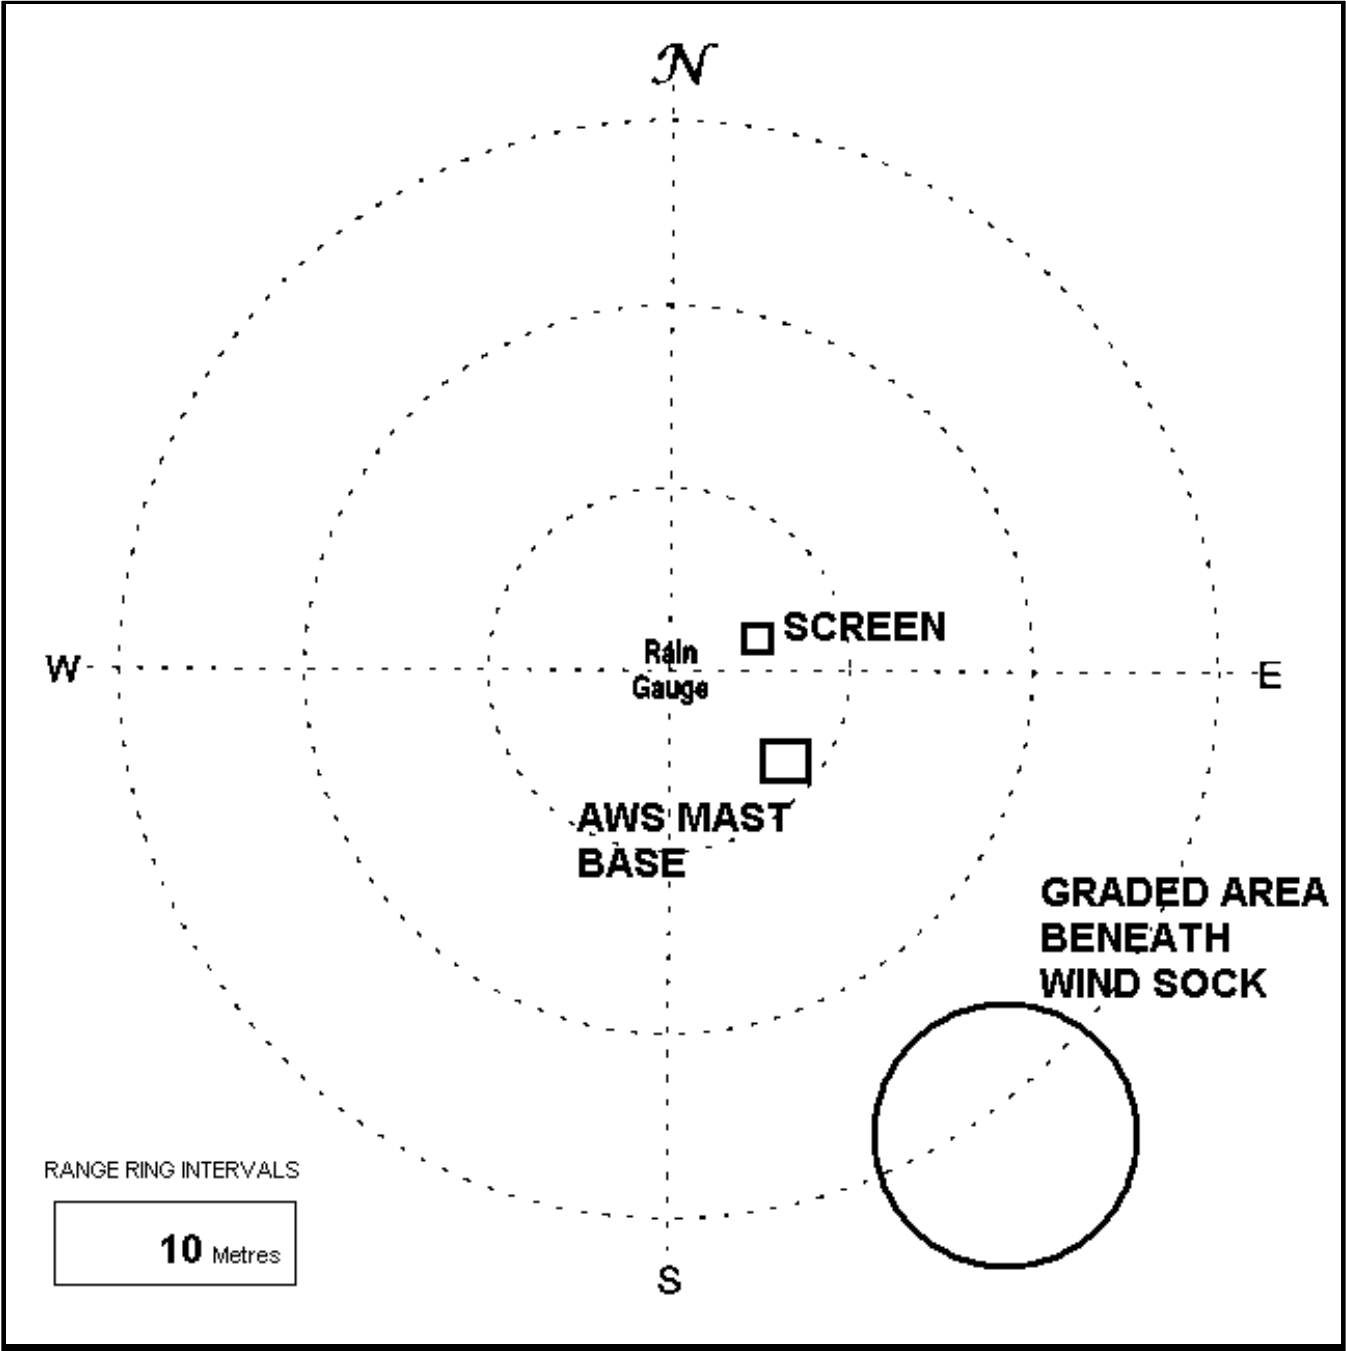 N
SCREEN
Rain
Gauge
W
E
AWS MAST
BASE
GRADED AREA
BENEATH
WIND SOCK
RANGE RING INTERVALS
10 Metres
S